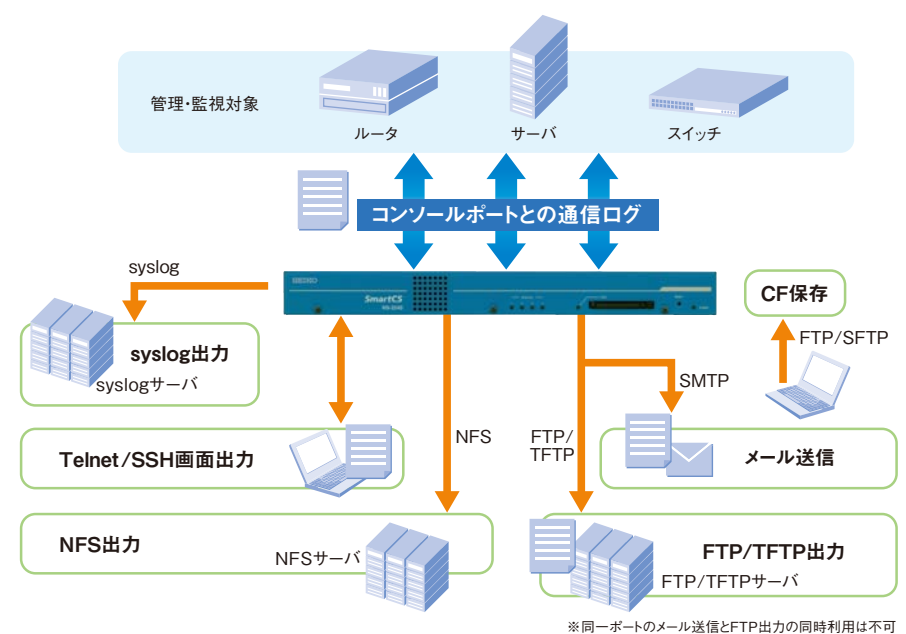 管理・監視対象
ルータ
サーバ
スイッチ
コンソールポートとの通信ログ
syslog
SEIKO
SmartCS
CF保存
FTP/SFTP
syslog出力
syslogサーバ
SMTP
Telnet/SSH画面出力
NFS
FTP/
TFTP
メール送信
NFS出力
NFSサーバ
FTP/TFTP出力
FTP/TFTPサーバ
※同一ポートのメール送信とFTP出力の同時利用は不可